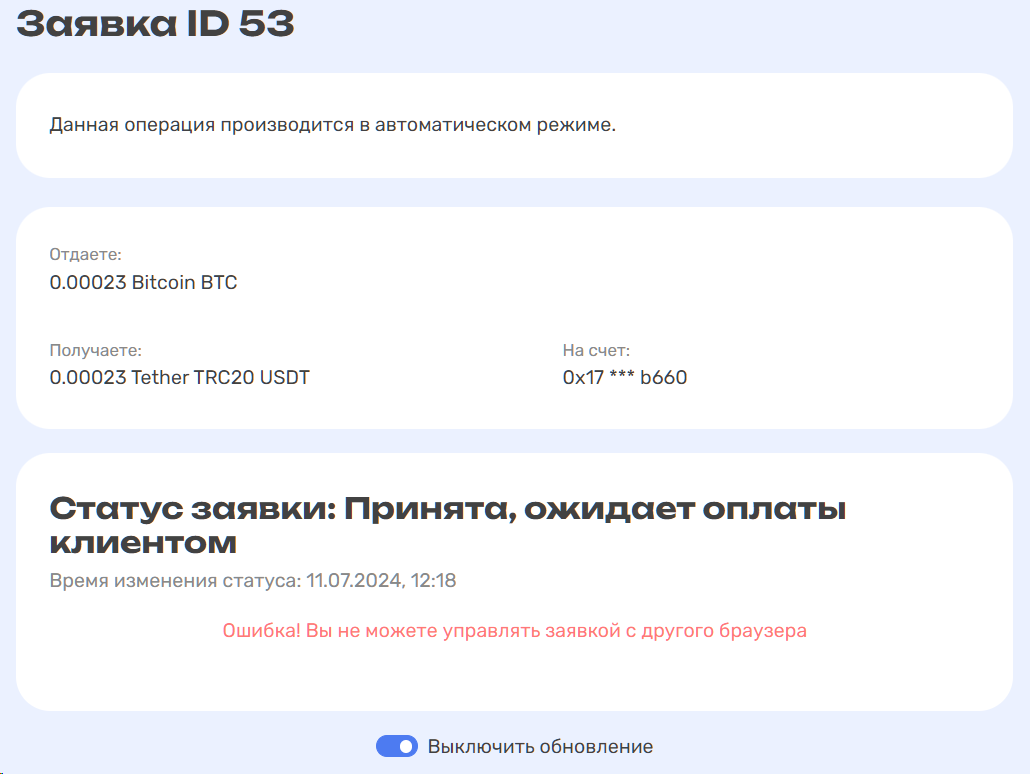 Заявка ID 53
Данная операция производится в автоматическом режиме.
Отдаете:
0.00023 Bitcoin BTC
Получаете:
0.00023 Tether TRC20 USDT
На счет:
0x17 *** b660
Статус заявки: Принята, ожидает оплаты
клиентом
Время изменения статуса: 11.07.2024, 12:18
Ошибка! Вы не можете управлять заявкой с другого браузера
Выключить обновление